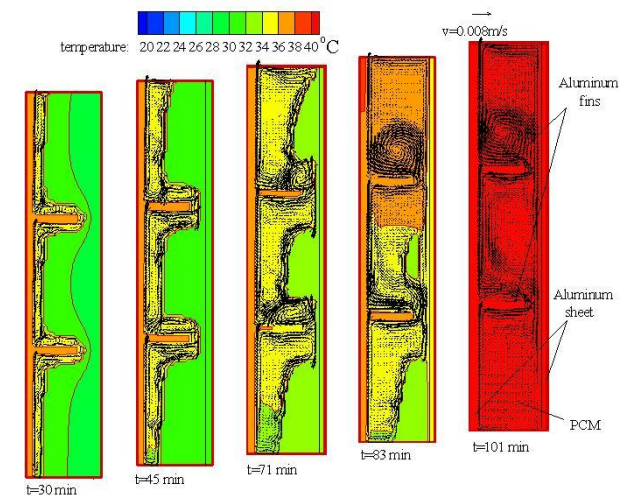 temperature: 20 22 24 26 28 30 32 34 36 38 40 °C
v=0.008m/s
Aluminum
fins
Aluminum
sheet
PCM
t=30 min
t=45 min
t=71 min
t=83 min
t=101 min